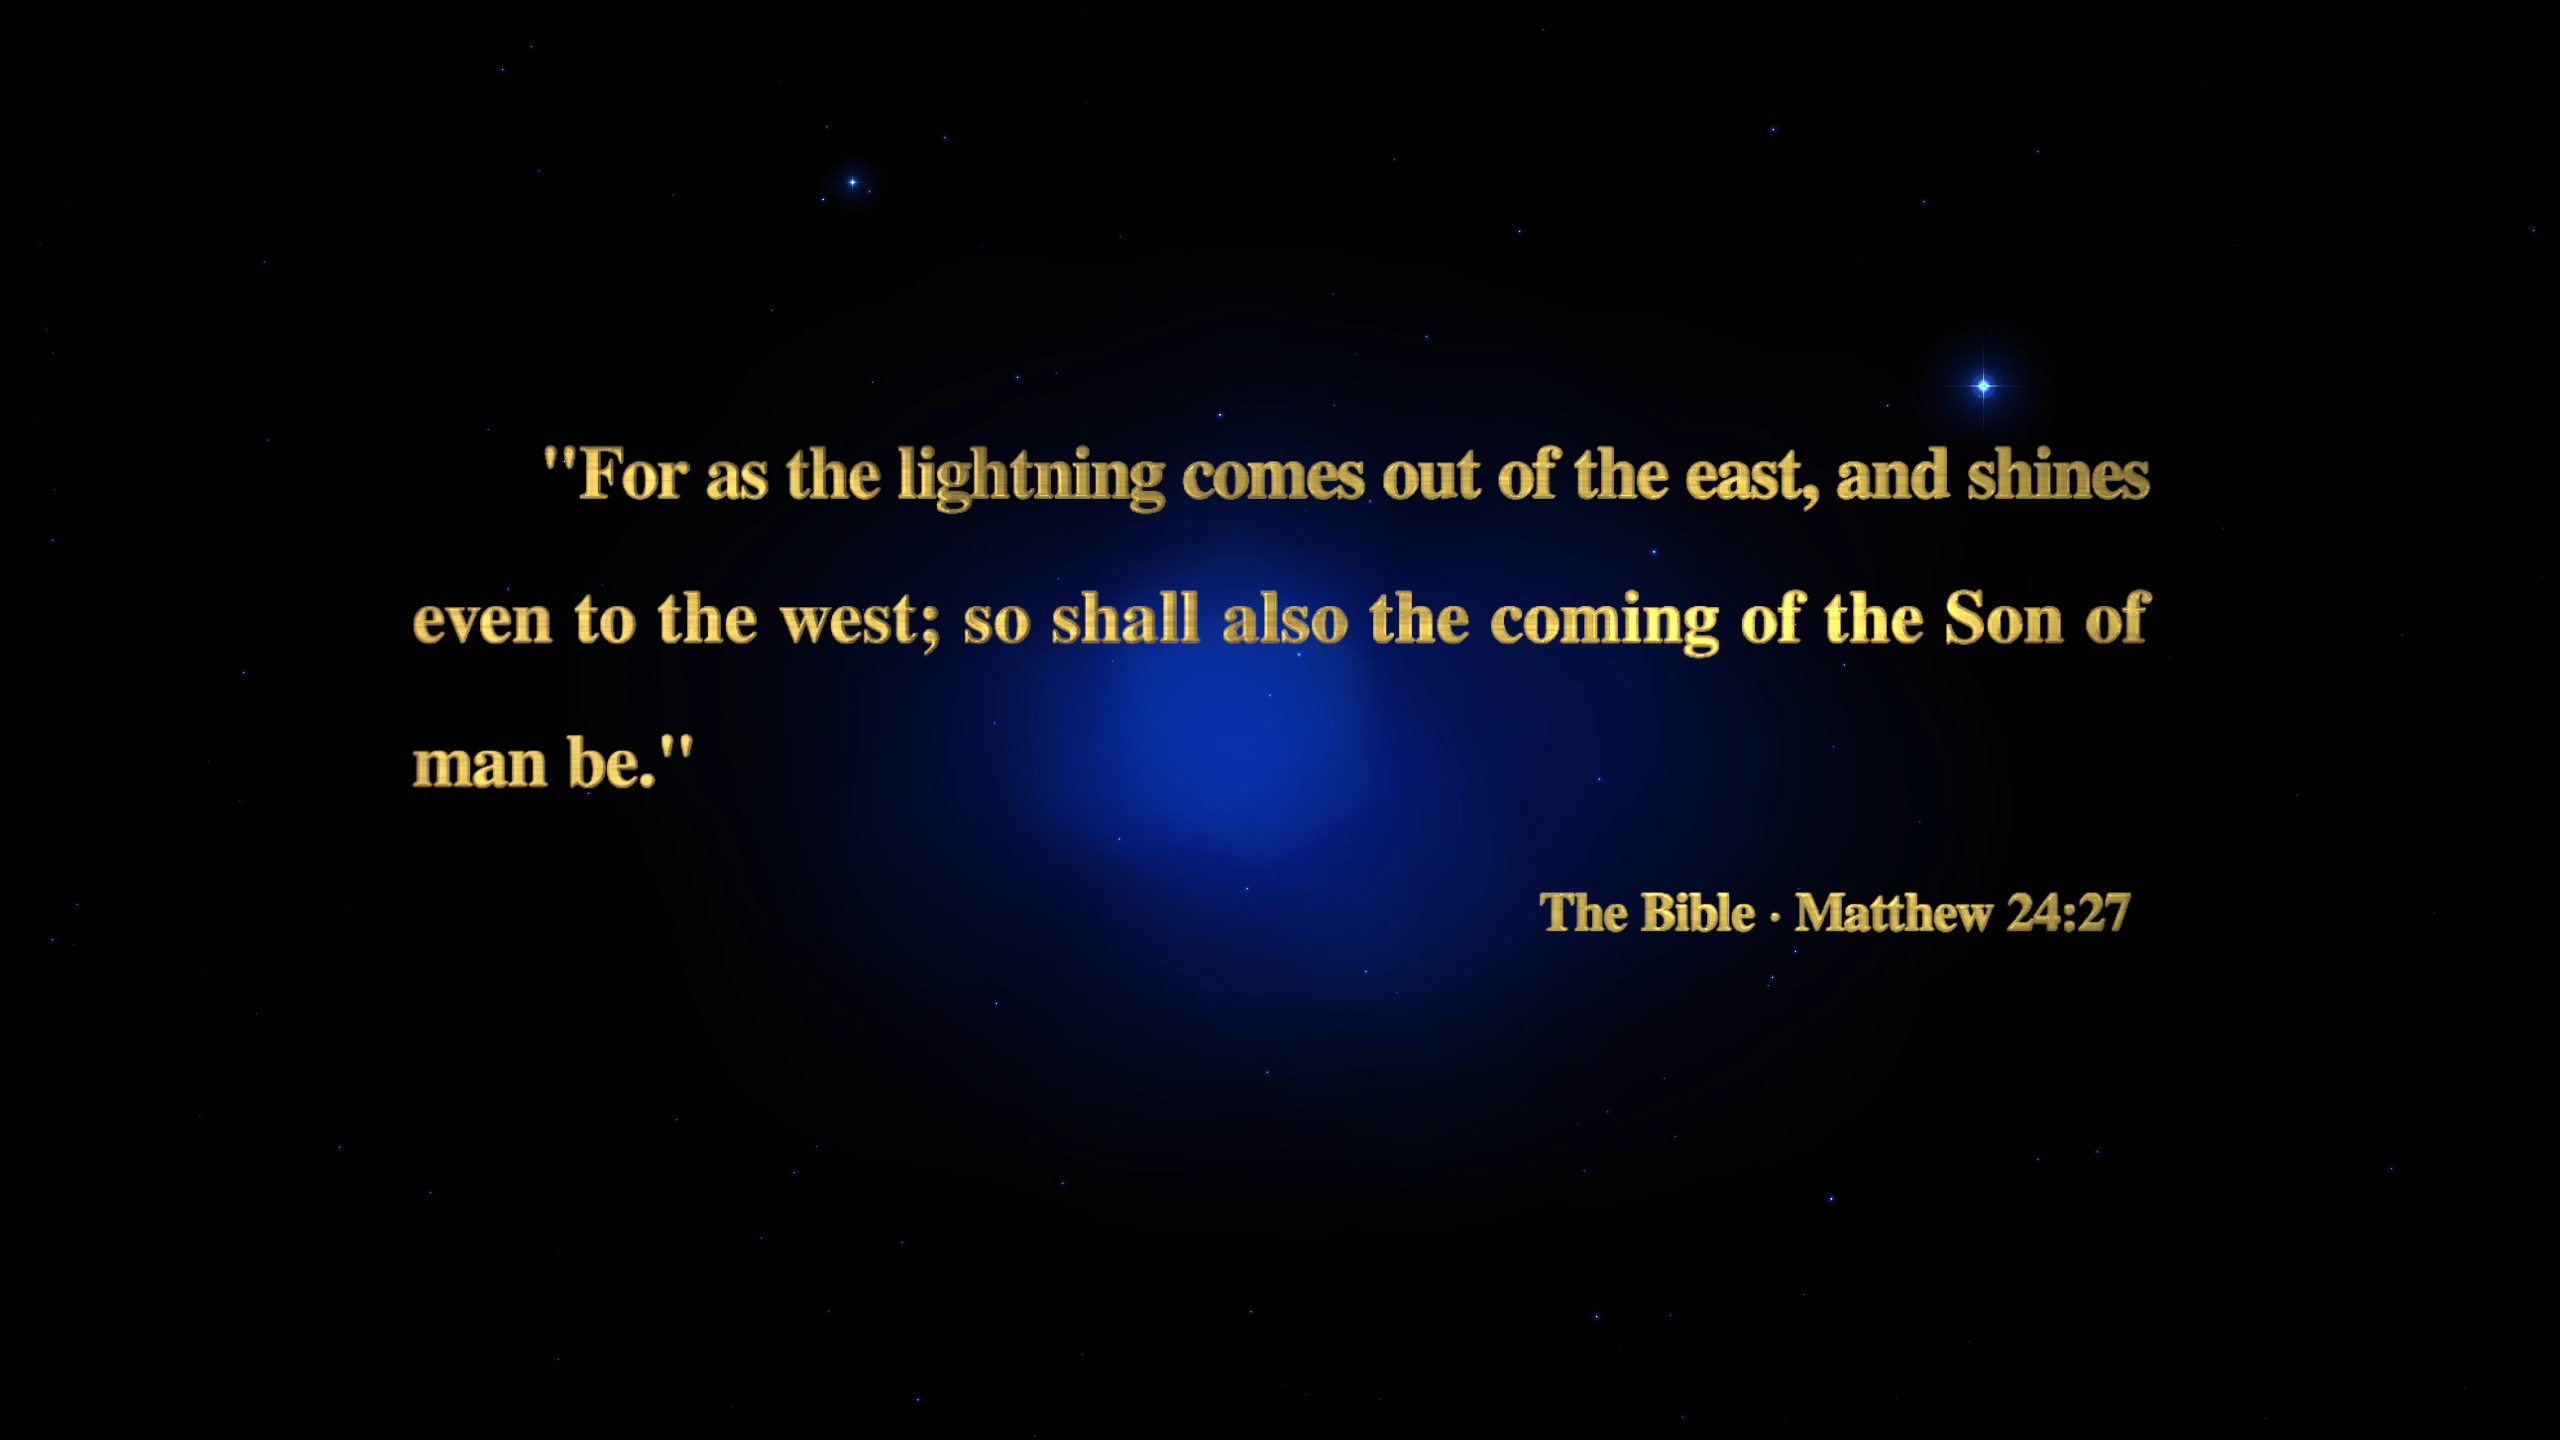 "For as the lightning comes out of the east, and shines
even to the west; so shall also the coming of the Son of
man be."
The Bible · Matthew 24:27